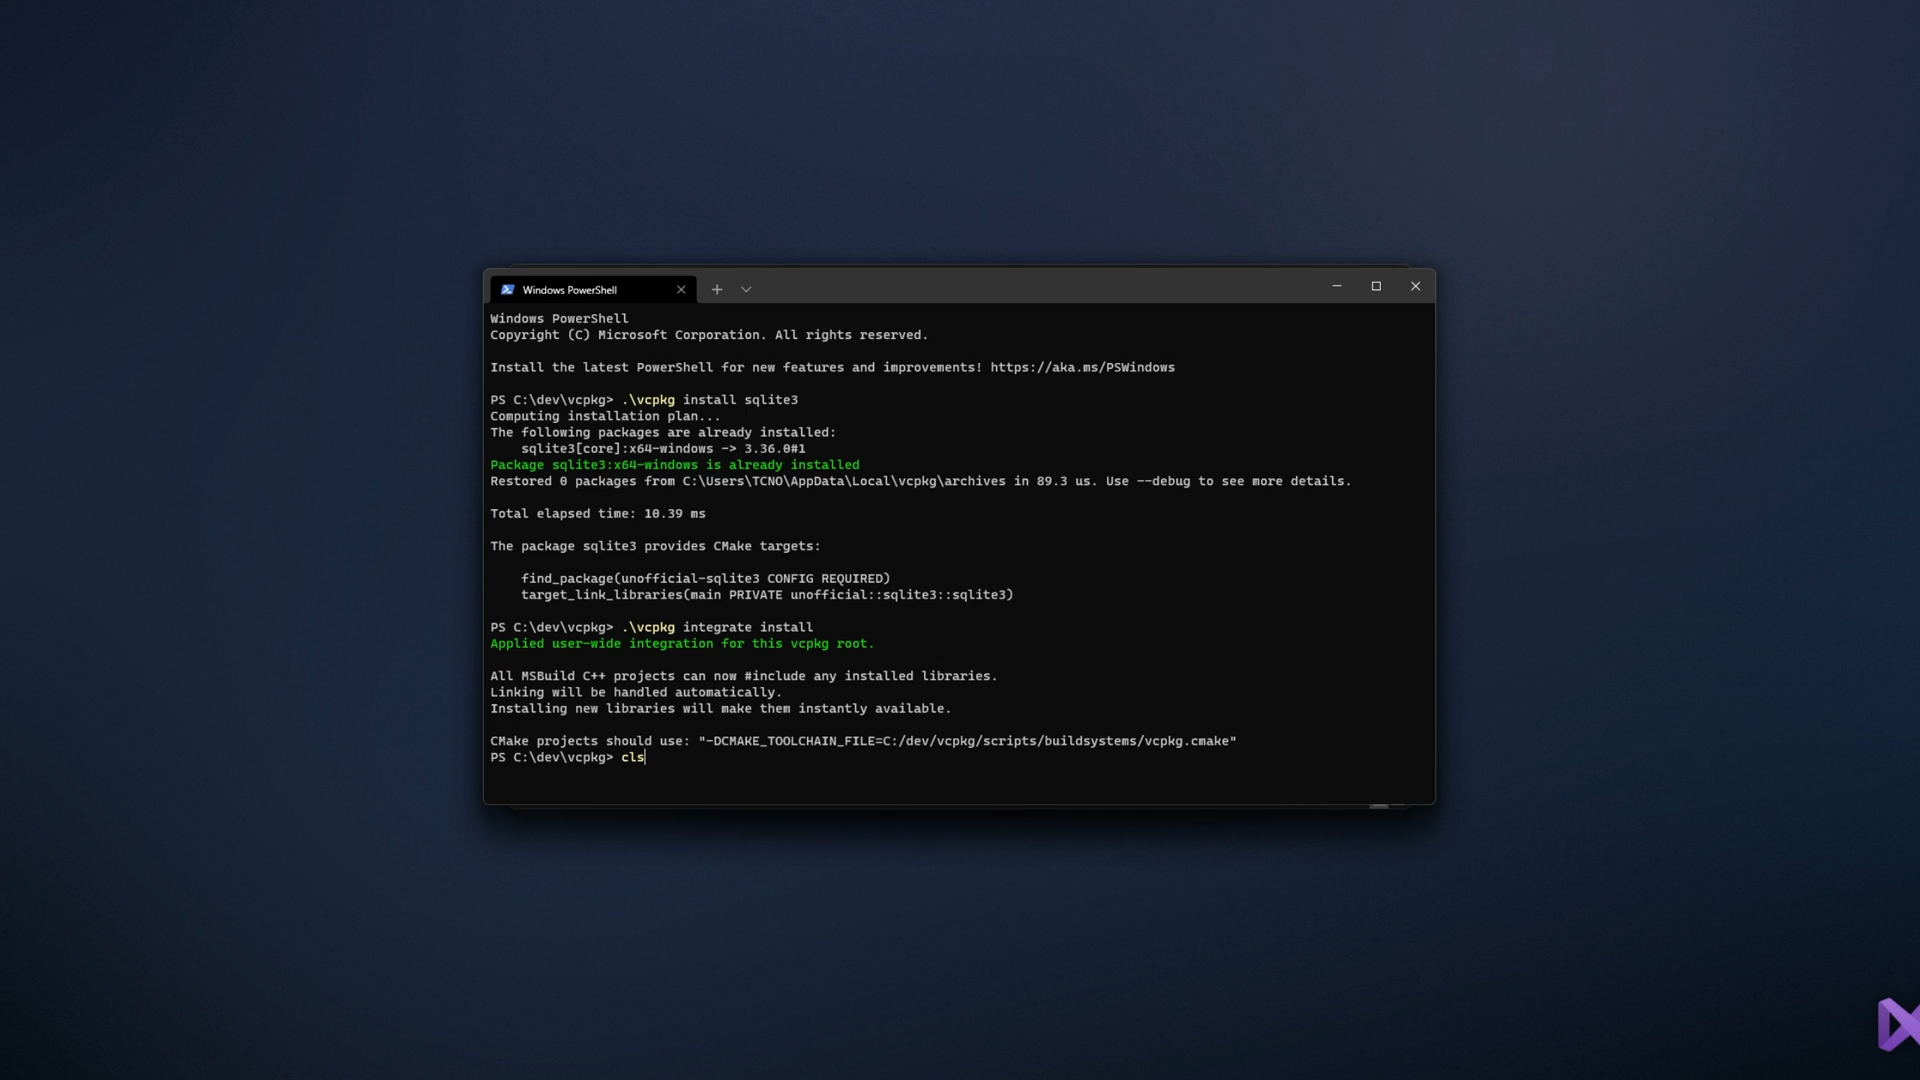 Windows PowerShell
Windows PowerShell
Copyright (C) Microsoft Corporation. All rights reserved.
Install the latest PowerShell for new features and improvements! https://aka.ms/PSWindows
PS C:\dev\vcpkg> .\vcpkg install sqlite3
Computing installation plan...
The following packages are already installed:
sqlite3[core]:x64-windows -> 3.36.0#1
Package sqlite3:x64-windows is already installed
Restored 0 packages from C:\Users\TCNO\AppData\Local\vcpkg\archives in 89.3 us. Use --debug to see more details.
Total elapsed time: 10.39 ms
The package sqlite3 provides CMake targets:
find_package(unofficial-sqlite3 CONFIG REQUIRED)
target_link_libraries(main PRIVATE unofficial::sqlite3::sqlite3)
PS C:\dev\vcpkg> .\vcpkg integrate install
Applied user-wide integration for this vcpkg root.
All MSBuild C++ projects can now #include any installed libraries.
Linking will be handled automatically.
Installing new libraries will make them instantly available.
CMake projects should use: "-DCMAKE_TOOLCHAIN_FILE=C:/dev/vcpkg/scripts/buildsystems/vcpkg.cmake"
PS C:\dev\vcpkg> cls